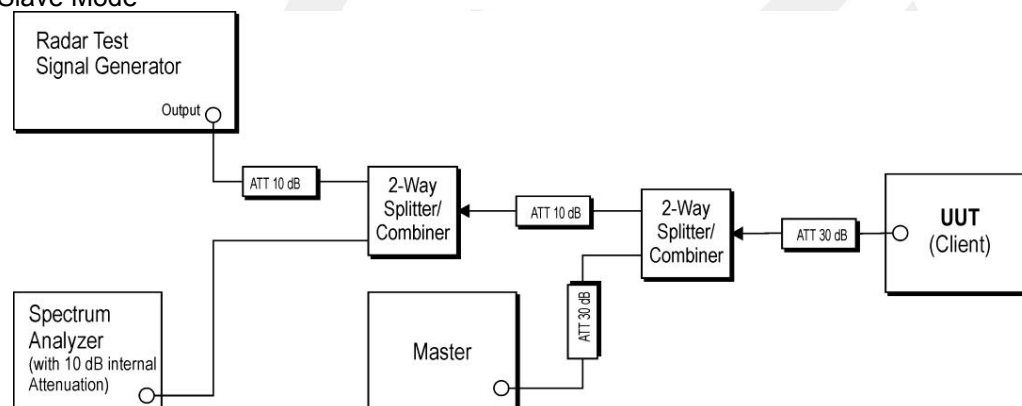 Slave Mode
Radar Test
Signal Generator
Output
ATT 10 dB
2-Way
Splitter/
Combiner
ATT 10 dB
2-Way
Splitter/
Combiner
ATT 30 dB
UUT
(Client)
Spectrum
Analyzer
(with 10 dB internal
Attenuation)
Master
ATT 30 dB